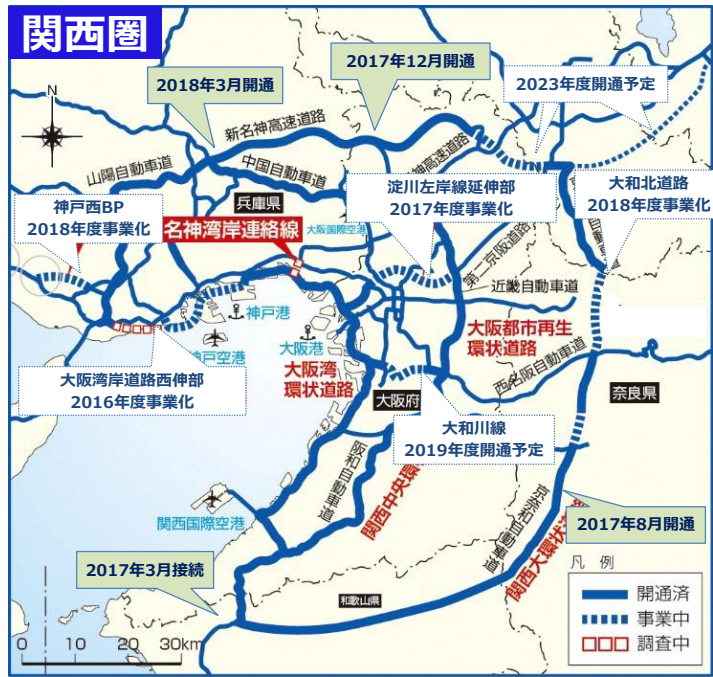 関西圏
2017年12月開通
2018年3月開通
2023年度開通予定
N
新名神高速道路
山陽自動車道
中国自動車道
神戸西BP
2018年度事業化
兵庫県
大阪国際空港
名神湾岸連絡線
神高速道路
淀川左岸線延伸部
2017年度事業化
大和北道路
2018年度事業化
自動車道
第二京阪道路
近畿自動車道
神戸港
神戸空港
大阪港
大阪湾
環状道路
大阪都市再生
環状道路
西名阪自動車道
大阪湾岸道路西伸部
2016年度事業化
大阪府
奈良県
大和川線
2019年度開通予定
阪和自動車道
関西中央環
京奈和自動車道
関西大環状道路
関西国際空港
2017年8月開通
2017年3月接続
和歌山県
凡 例
開通済
事業中
調査中
0 10 20 30km